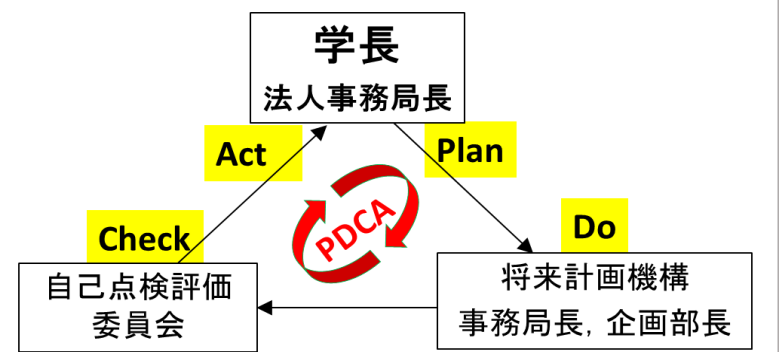 学長
法人事務局長
Act
Plan
PDCA
Check
Do
自己点検評価
委員会
将来計画機構
事務局長, 企画部長